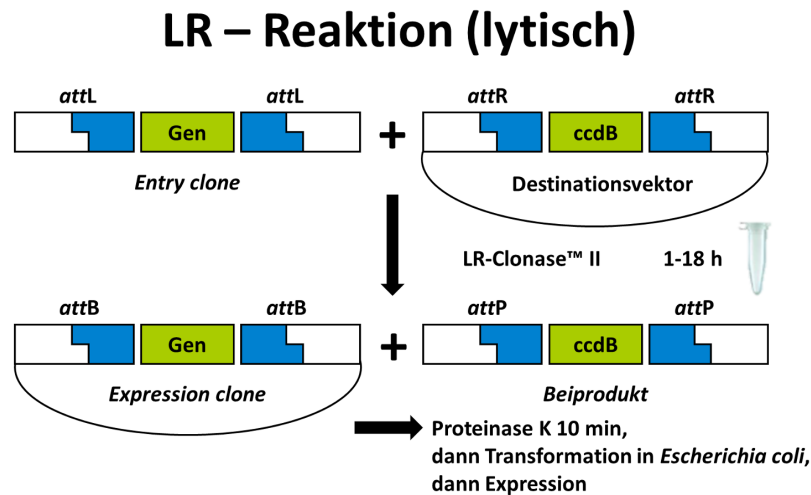 LR – Reaktion (lytisch)
attL attL attR attR
Gen + ccdB
Entry clone Destinationsvektor
LR-Clonase™ II 1-18 h
attB attB attP attP
Gen + ccdB
Expression clone Beiprodukt
Proteinase K 10 min,
dann Transformation in Escherichia coli,
dann Expression